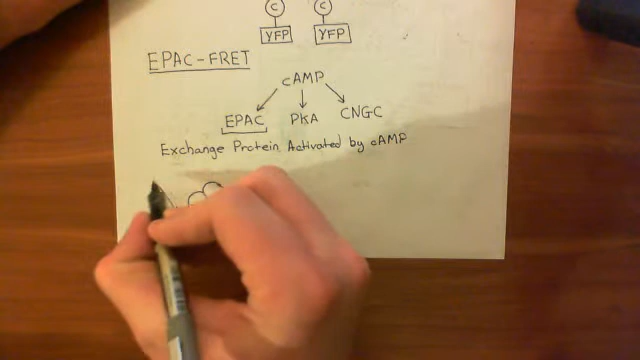 C C
YFP YFP
EPAC-FRET
cAMP
EPAC PKA CNGC
Exchange Protein Activated by cAMP